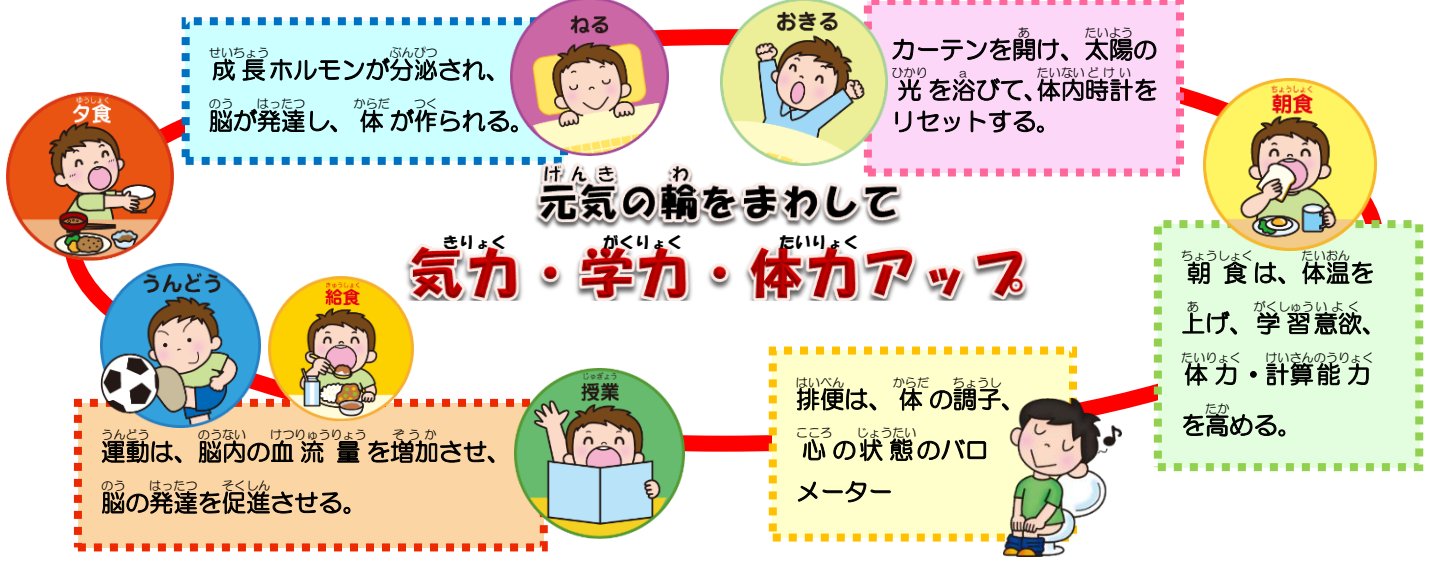 ねる
おきる
成長ホルモンが分泌され、
脳が発達し、体が作られる。
カーテンを開け、太陽の
光を浴びて、体内時計を
リセットする。
夕食
朝食
元気の輪をまわして
気力・学力・体力アップ
うんどう
給食
朝食は、体温を
上げ、学習意欲、
体力・計算能力
を高める。
授業
排便は、体の調子、
心の状態のバロ
メーター
運動は、脳内の血流量を増加させ、
脳の発達を促進させる。